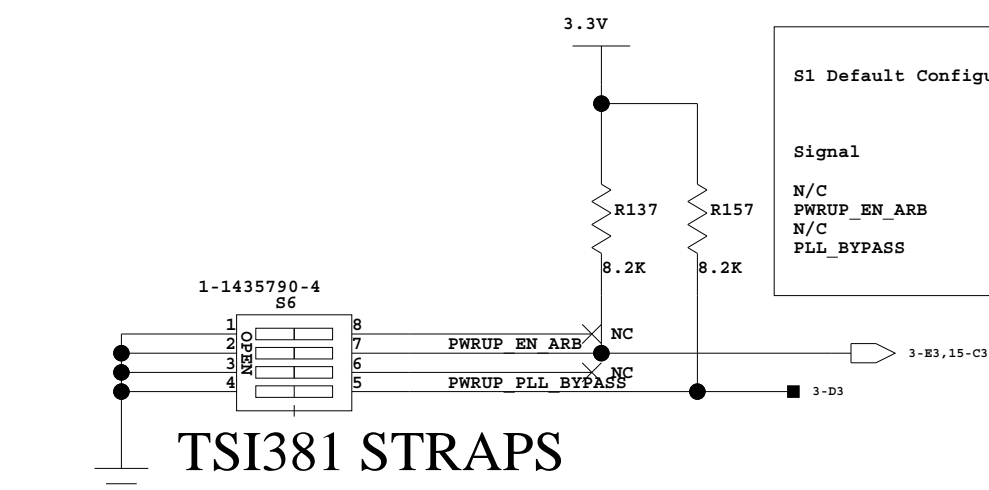 3.3V
S1 Default Configu
Signal
N/C
PWRUP_EN_ARB
N/C
PLL_BYPASS
R137
R157
8.2K
8.2K
1-1435790-4
S6
1
8
NC
2
7
PWRUP_EN_ARB
3-E3,15-C3
OPEN
3
6
NC
4
5
PWRUP_PLL_BYPASS
3-D3
TSI381 STRAPS